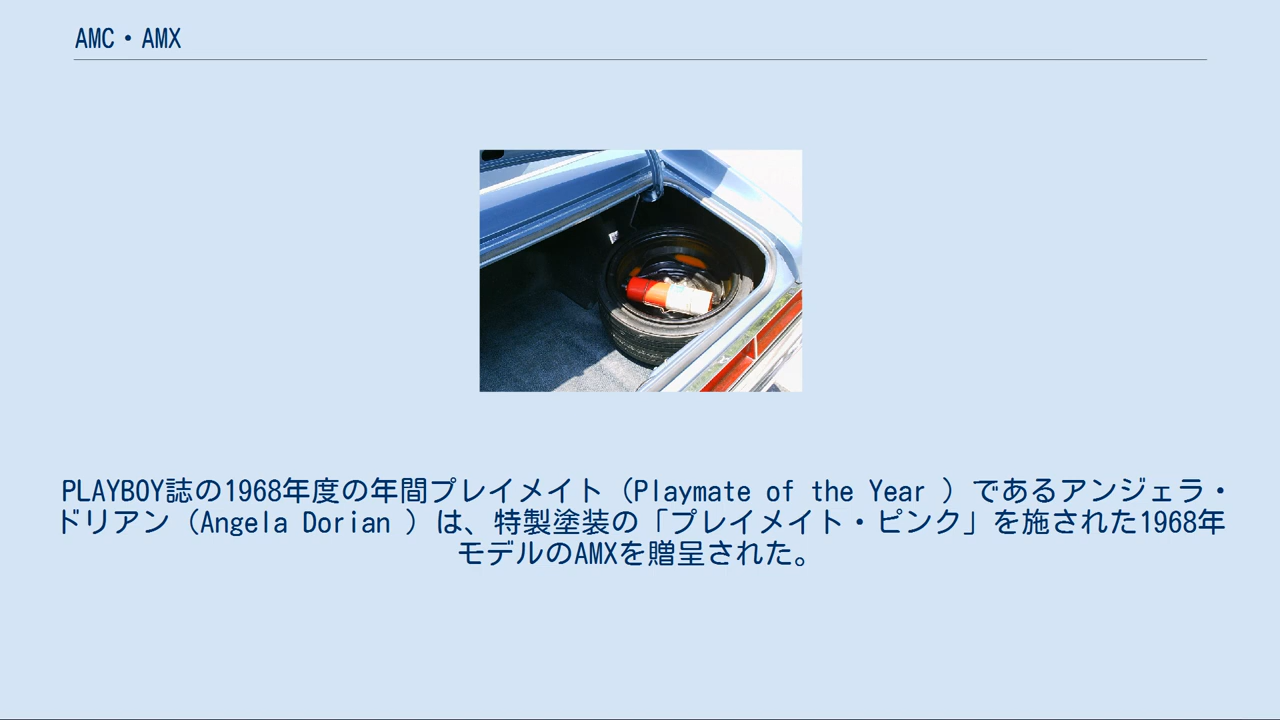 AMC・AMX
PLAYBOY誌の1968年度の年間プレイメイト（Playmate of the Year ）であるアンジェラ・
ドリアン（Angela Dorian ）は、特製塗装の「プレイメイト・ピンク」を施された1968年
モデルのAMXを贈呈された。